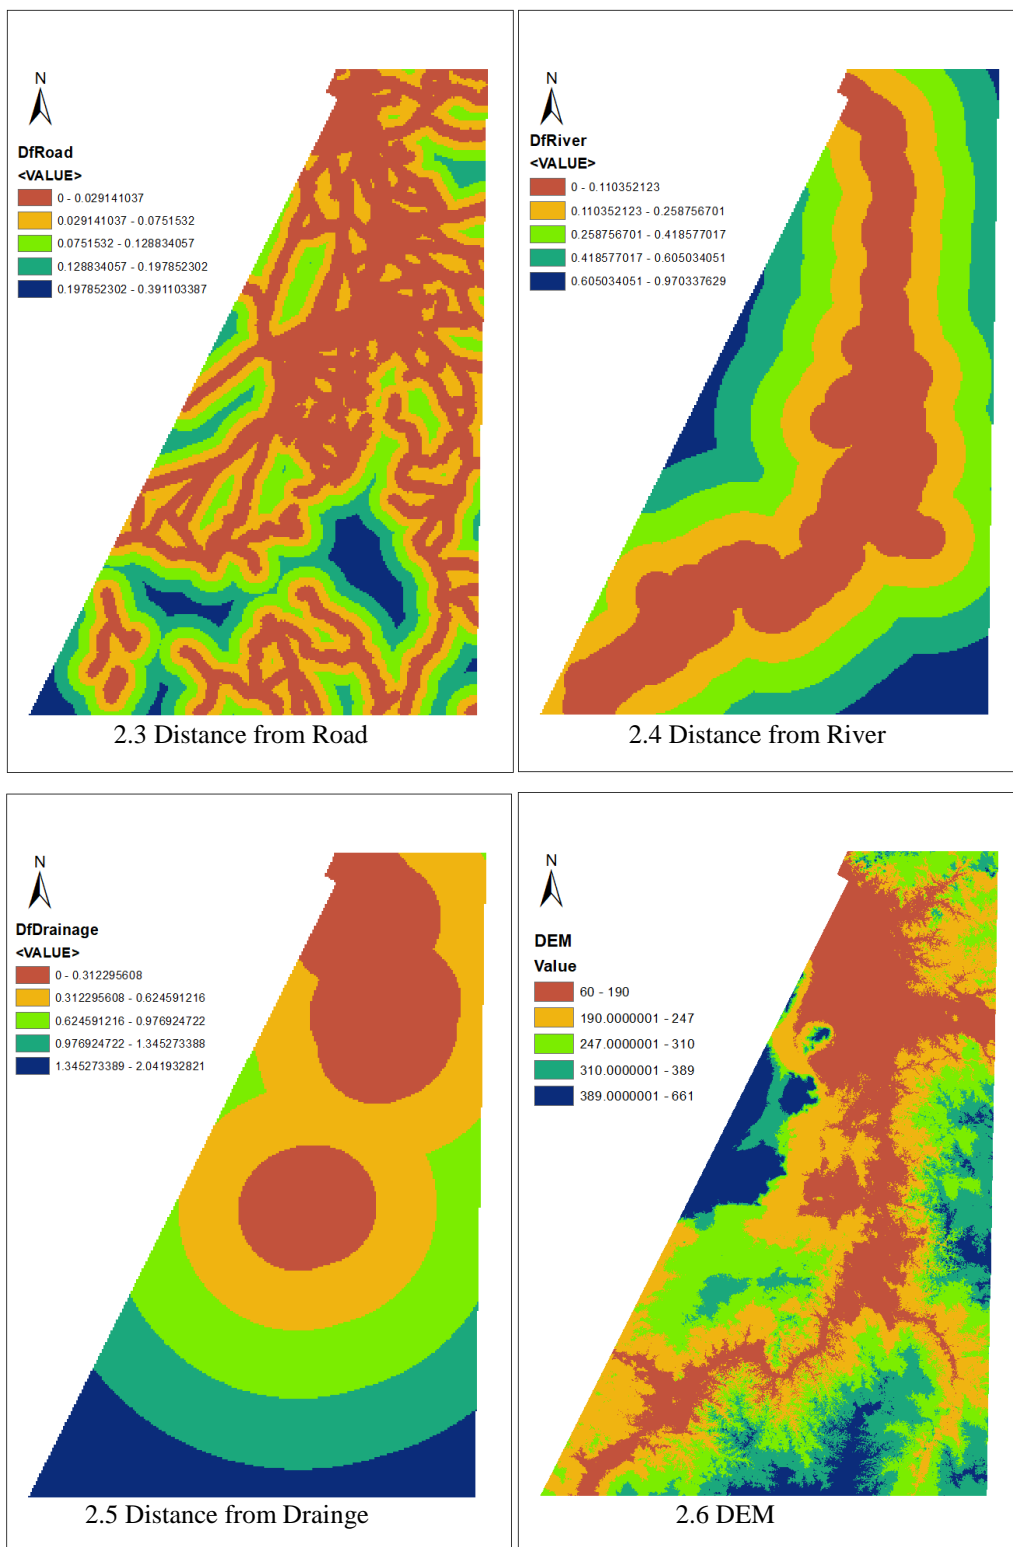 N
DfRoad
<VALUE>
0 - 0.029141037
0.029141037 - 0.0751532
0.0751532 - 0.128834057
0.128834057 - 0.197852302
0.197852302 - 0.391103387
2.3 Distance from Road
N
DfRiver
<VALUE>
0 - 0.110352123
0.110352123 - 0.258756701
0.258756701 - 0.418577017
0.418577017 - 0.605034051
0.605034051 - 0.970337629
2.4 Distance from River
N
DfDrainage
<VALUE>
0 - 0.312295608
0.312295608 - 0.624591216
0.624591216 - 0.976924722
0.976924722 - 1.345273388
1.345273389 - 2.041932821
2.5 Distance from Drainge
N
DEM
Value
60 - 190
190.0000001 - 247
247.0000001 - 310
310.0000001 - 389
389.0000001 - 661
2.6 DEM